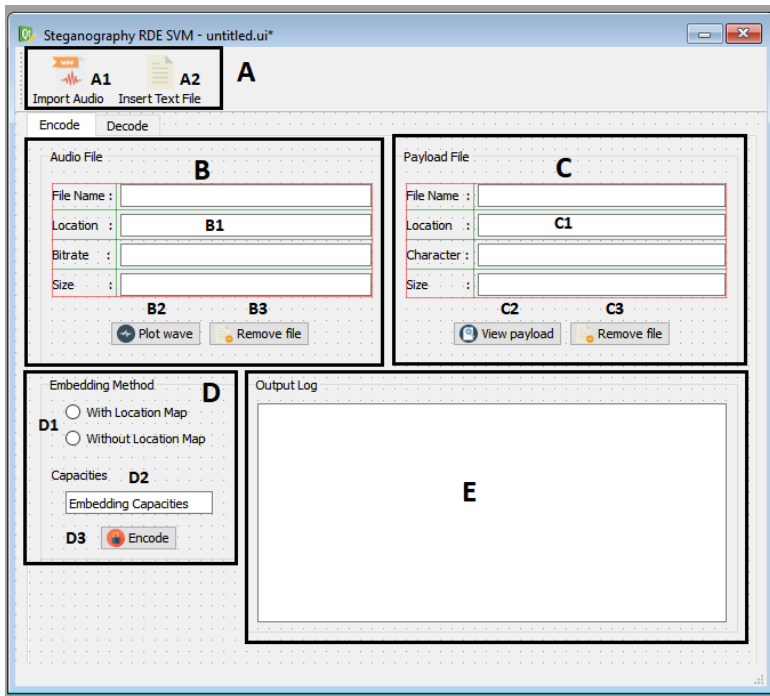 Steganography RDE SVM - untitled.ui*
WAV
A1 A2 A
Import Audio Insert Text File
Encode Decode
Audio File
B
File Name :
Location : B1
Bitrate :
Size :
B2 B3
Plot wave Remove file
Payload File
C
File Name :
Location : C1
Character :
Size :
C2 C3
View payload Remove file
Embedding Method D
With Location Map
D1
Without Location Map
Capacities D2
Embedding Capacities
D3 Encode
Output Log
E